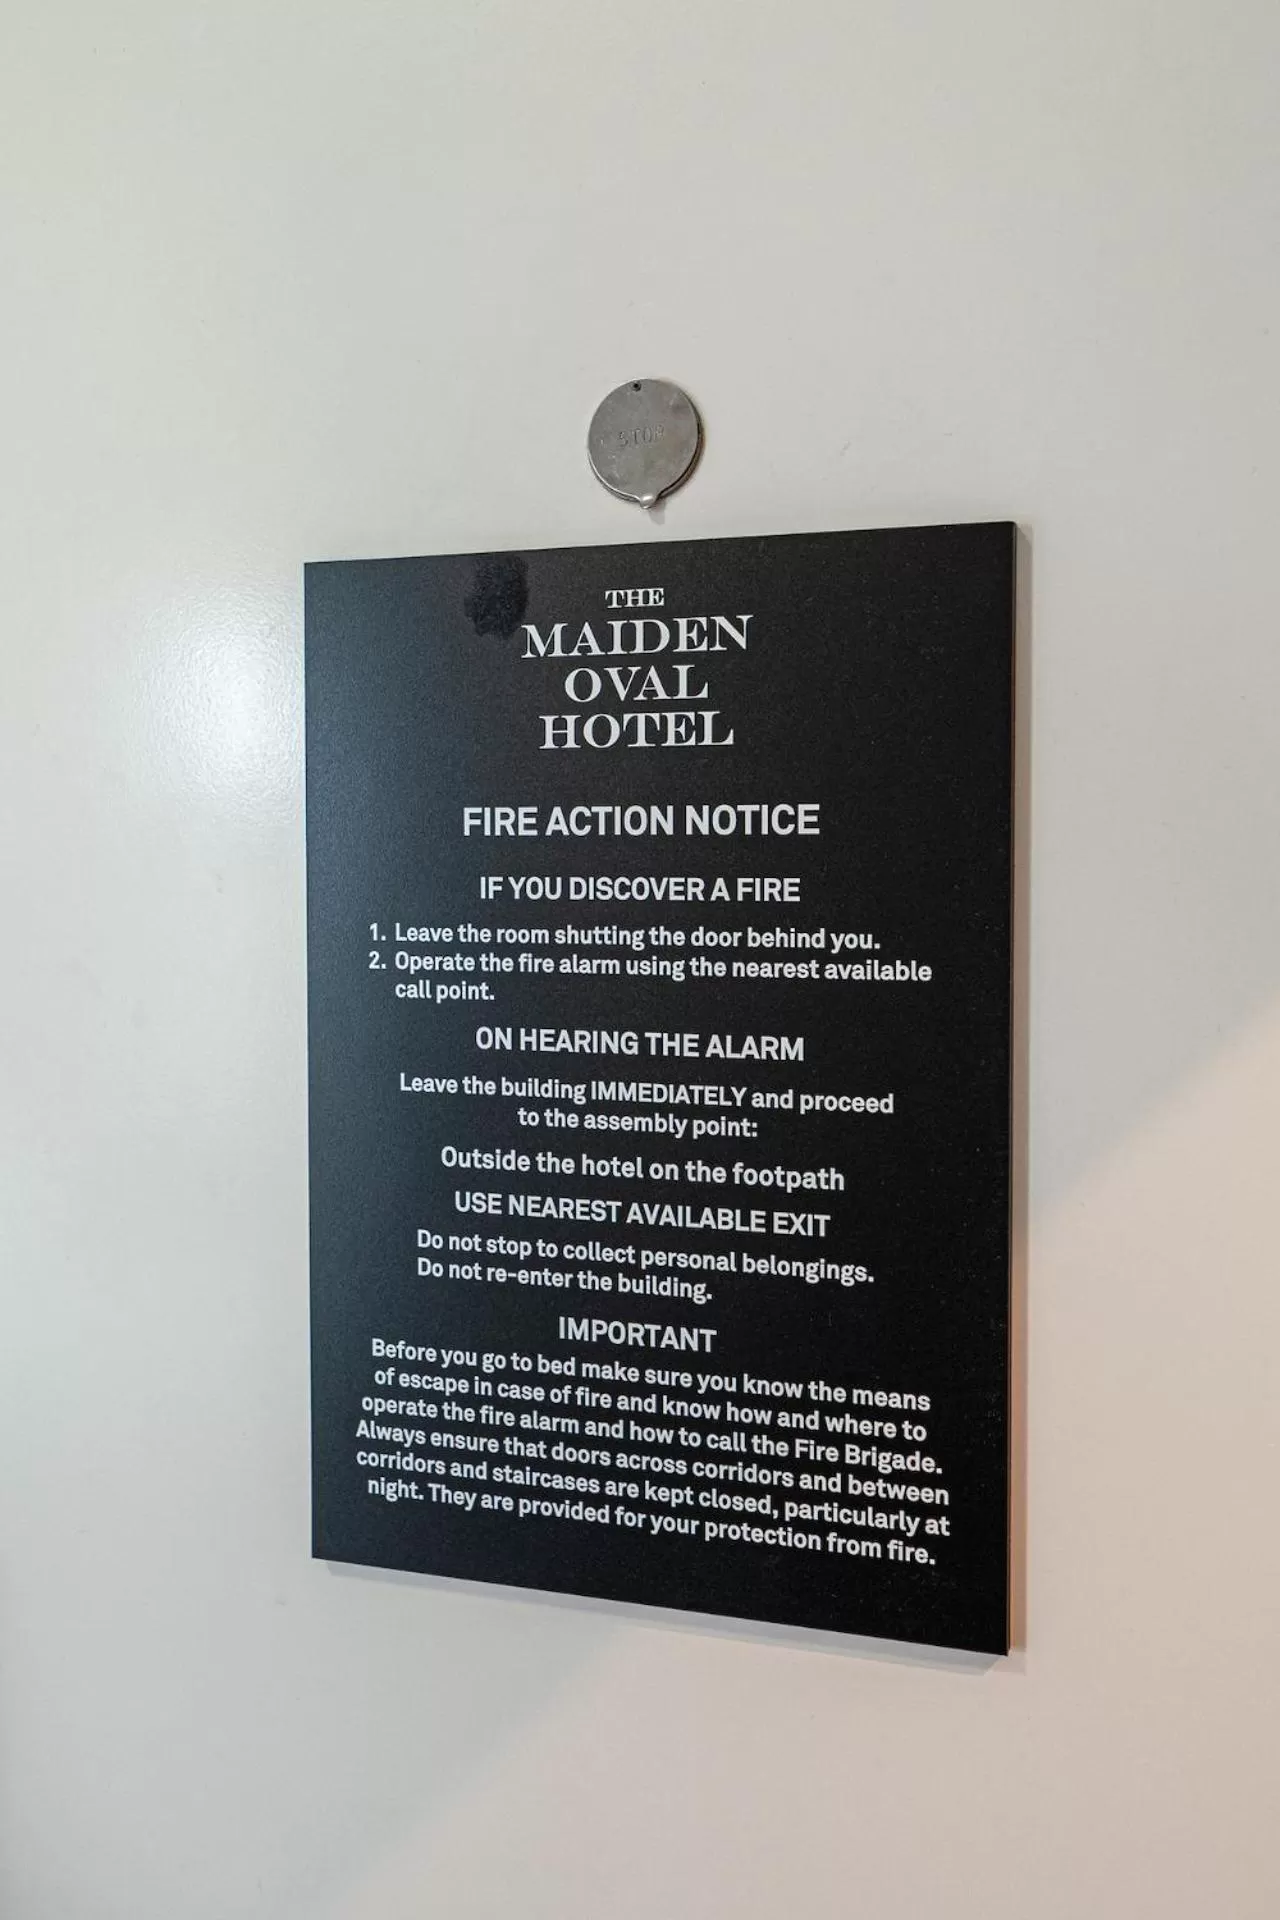 STOP
THE
MAIDEN
OVAL
HOTEL
FIRE ACTION NOTICE
IF YOU DISCOVER A FIRE
1. Leave the room shutting the door behind you.
2. Operate the fire alarm using the nearest available
call point.
ON HEARING THE ALARM
Leave the building IMMEDIATELY and proceed
to the assembly point:
Outside the hotel on the footpath
USE NEAREST AVAILABLE EXIT
Do not stop to collect personal belongings.
Do not re-enter the building.
IMPORTANT
Before you go to bed make sure you know the means
of escape in case of fire and know how and where to
operate the fire alarm and how to call the Fire Brigade.
Always ensure that doors across corridors and between
corridors and staircases are kept closed, particularly at
night. They are provided for your protection from fire.